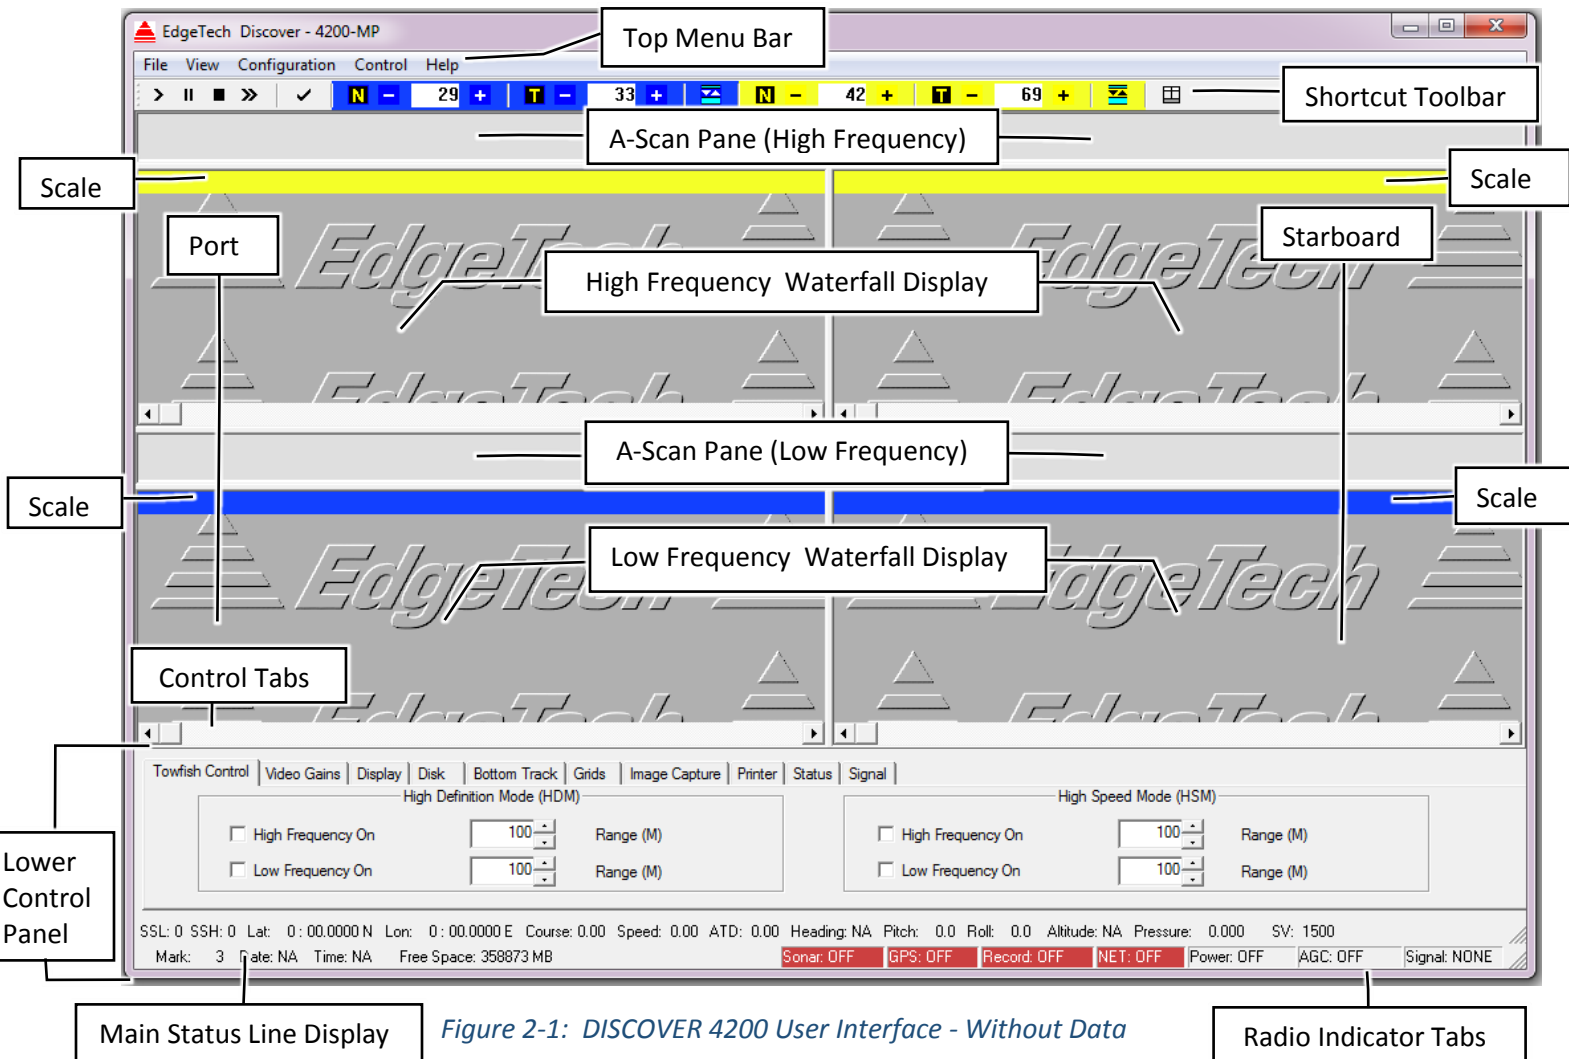 EdgeTech Discover - 4200-MP
Top Menu Bar
File View Configuration Control Help
N - 29 + T - 33 + N - 42 + T - 69 +
Shortcut Toolbar
A-Scan Pane (High Frequency)
Scale
Scale
Port
Starboard
EdgeTech EdgeTech
High Frequency Waterfall Display
EdgeTech EdgeTech
A-Scan Pane (Low Frequency)
Scale
Scale
Low Frequency Waterfall Display
EdgeTech EdgeTech
Control Tabs
EdgeTech EdgeTech
Towfish Control Video Gains Display Disk Bottom Track Grids Image Capture Printer Status Signal
High Definition Mode (HDM)
High Frequency On 100 Range (M)
Low Frequency On 100 Range (M)
High Speed Mode (HSM)
High Frequency On 100 Range (M)
Low Frequency On 100 Range (M)
Lower
Control
Panel
SSL: 0 SSH: 0 Lat: 0 : 00.0000 N Lon: 0 : 00.0000 E Course: 0.00 Speed: 0.00 ATD: 0.00 Heading: NA Pitch: 0.0 Roll: 0.0 Altitude: NA Pressure: 0.000 SV: 1500
Mark: 3 Date: NA Time: NA Free Space: 358873 MB Sonar: OFF GPS: OFF Record: OFF NET: OFF Power: OFF AGC: OFF Signal: NONE
Main Status Line Display
Figure 2-1: DISCOVER 4200 User Interface - Without Data
Radio Indicator Tabs